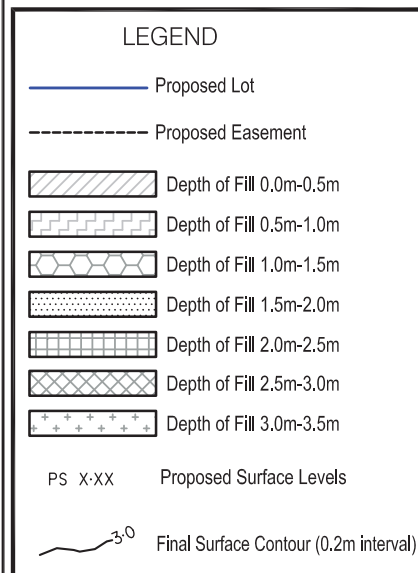 LEGEND
Proposed Lot
Proposed Easement
Depth of Fill 0.0m-0.5m
Depth of Fill 0.5m-1.0m
Depth of Fill 1.0m-1.5m
Depth of Fill 1.5m-2.0m
Depth of Fill 2.0m-2.5m
Depth of Fill 2.5m-3.0m
Depth of Fill 3.0m-3.5m
PS X·XX Proposed Surface Levels
3.0 Final Surface Contour (0.2m interval)